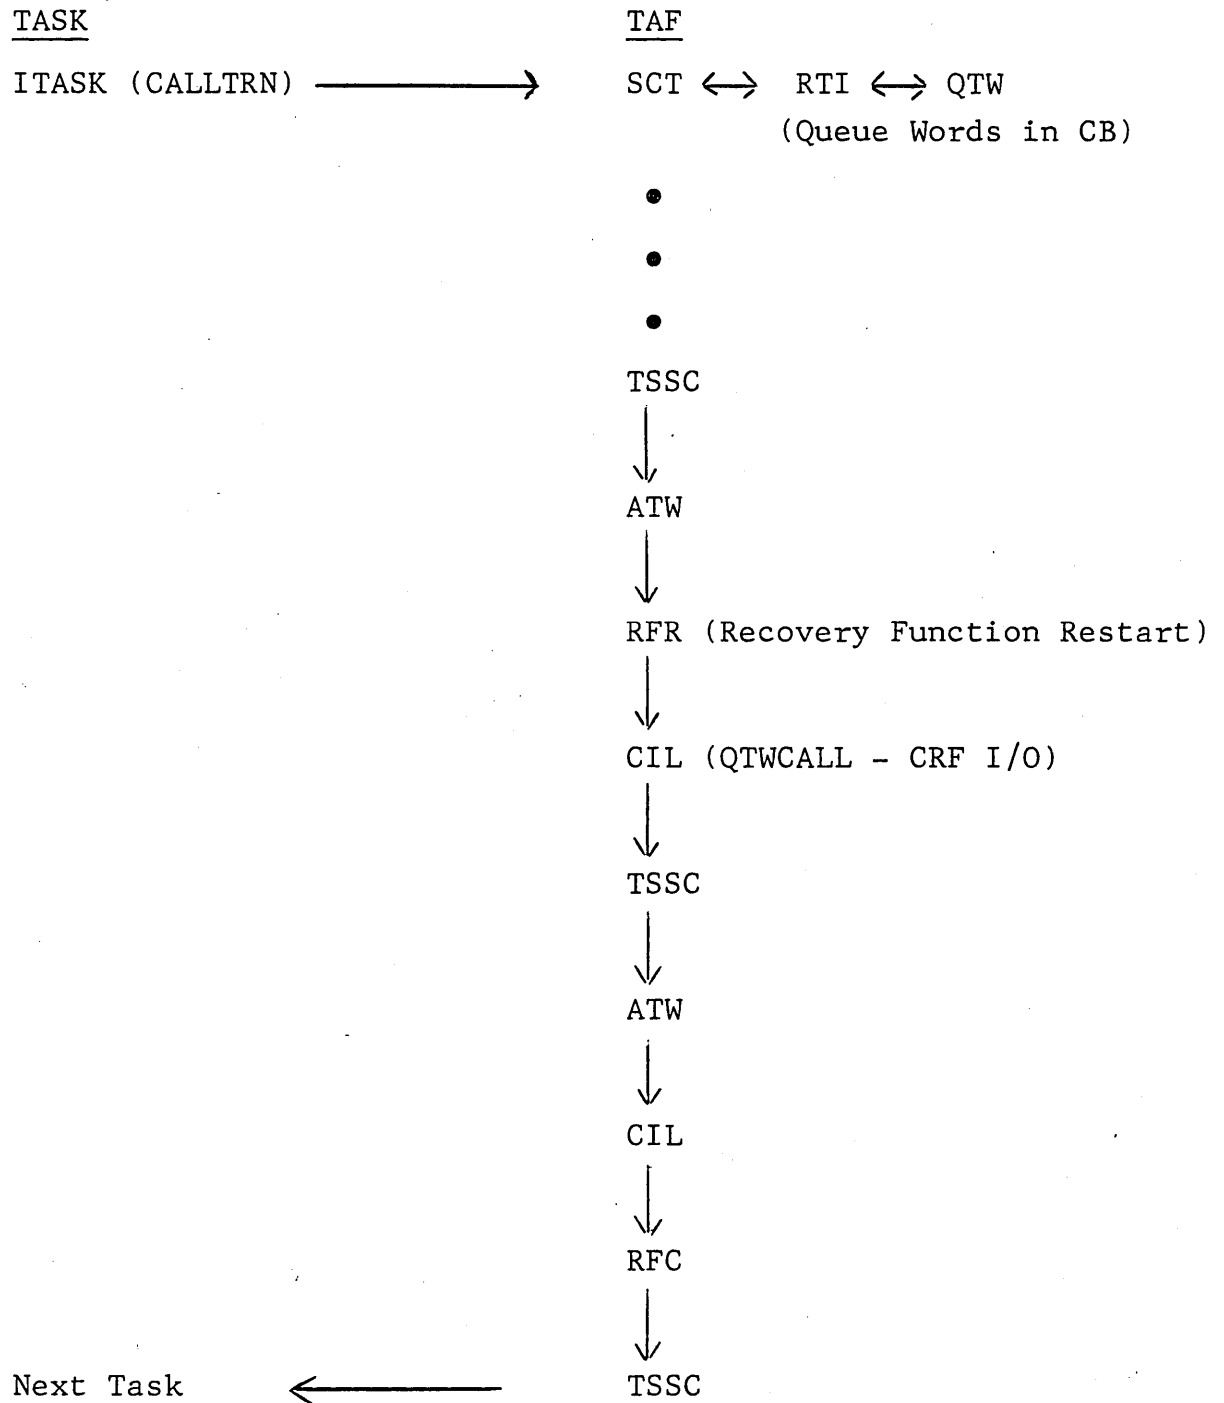 TASK TAF
ITASK (CALLTRN) SCT RTI QTW
(Queue Words in CB)
TSSC
ATW
RFR (Recovery Function Restart)
CIL (QTWCALL - CRF I/O)
TSSC
ATW
CIL
RFC
Next Task TSSC